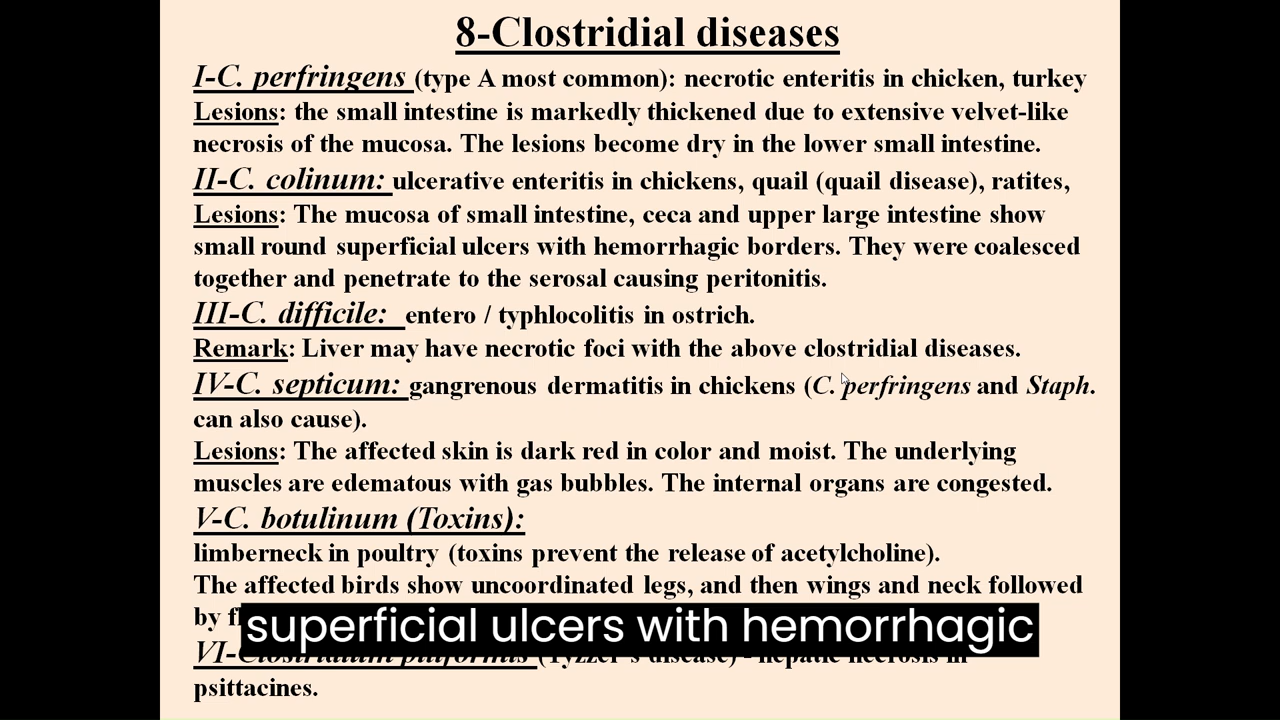 8-Clostridial diseases
I-C. perfringens (type A most common): necrotic enteritis in chicken, turkey
Lesions: the small intestine is markedly thickened due to extensive velvet-like
necrosis of the mucosa. The lesions become dry in the lower small intestine.
II-C. colinum: ulcerative enteritis in chickens, quail (quail disease), ratites,
Lesions: The mucosa of small intestine, ceca and upper large intestine show
small round superficial ulcers with hemorrhagic borders. They were coalesced
together and penetrate to the serosal causing peritonitis.
III-C. difficile: entero / typhlocolitis in ostrich.
Remark: Liver may have necrotic foci with the above clostridial diseases.
IV-C. septicum: gangrenous dermatitis in chickens (C. perfringens and Staph.
can also cause).
Lesions: The affected skin is dark red in color and moist. The underlying
muscles are edematous with gas bubbles. The internal organs are congested.
V-C. botulinum (Toxins):
limberneck in poultry (toxins prevent the release of acetylcholine).
The affected birds show uncoordinated legs, and then wings and neck followed
by
superficial ulcers with hemorrhagic
VI-Clostridium piliformis (Tyzzer's disease) - hepatic necrosis in
psittacines.